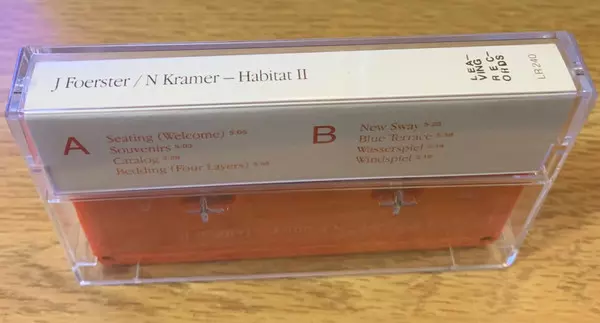 J Foerster / N Kramer – Habitat II
LEA–
VING
REC–
ORDS
LR240
A
Seating (Welcome)
Souvenirs
Catalog
Bedding (Four Layers)
B
New Sway
Blue Terrace
Wasserspiel
Windspiel